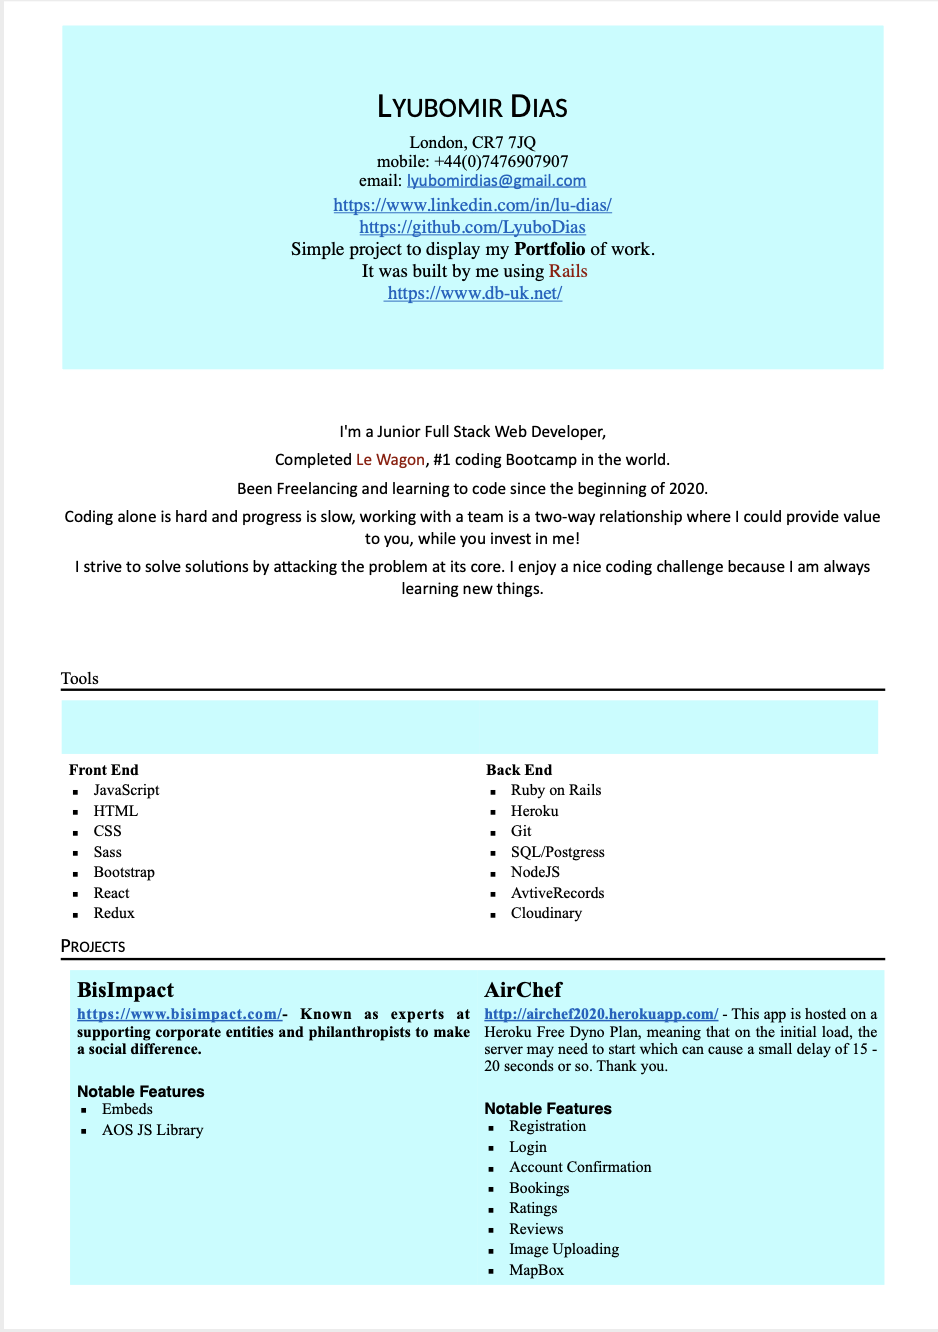 LYUBOMIR DIAS
London, CR7 7JQ
mobile: +44(0)7476907907
email: lyubomirdias@gmail.com
https://www.linkedin.com/in/lu-dias/
https://github.com/LyuboDias
Simple project to display my Portfolio of work.
It was built by me using Rails
https://www.db-uk.net/
I'm a Junior Full Stack Web Developer,
Completed Le Wagon, #1 coding Bootcamp in the world.
Been Freelancing and learning to code since the beginning of 2020.
Coding alone is hard and progress is slow, working with a team is a two-way relationship where I could provide value
to you, while you invest in me!
I strive to solve solutions by attacking the problem at its core. I enjoy a nice coding challenge because I am always
learning new things.
Tools
Front End
▪ JavaScript
▪ HTML
▪ CSS
▪ Sass
▪ Bootstrap
▪ React
▪ Redux
Back End
▪ Ruby on Rails
▪ Heroku
▪ Git
▪ SQL/Postgress
▪ NodeJS
▪ AvtiveRecords
▪ Cloudinary
PROJECTS
BisImpact
https://www.bisimpact.com/- Known as experts at
supporting corporate entities and philanthropists to make
a social difference.
Notable Features
▪ Embeds
▪ AOS JS Library
AirChef
http://airchef2020.herokuapp.com/ - This app is hosted on a
Heroku Free Dyno Plan, meaning that on the initial load, the
server may need to start which can cause a small delay of 15 -
20 seconds or so. Thank you.
Notable Features
▪ Registration
▪ Login
▪ Account Confirmation
▪ Bookings
▪ Ratings
▪ Reviews
▪ Image Uploading
▪ MapBox